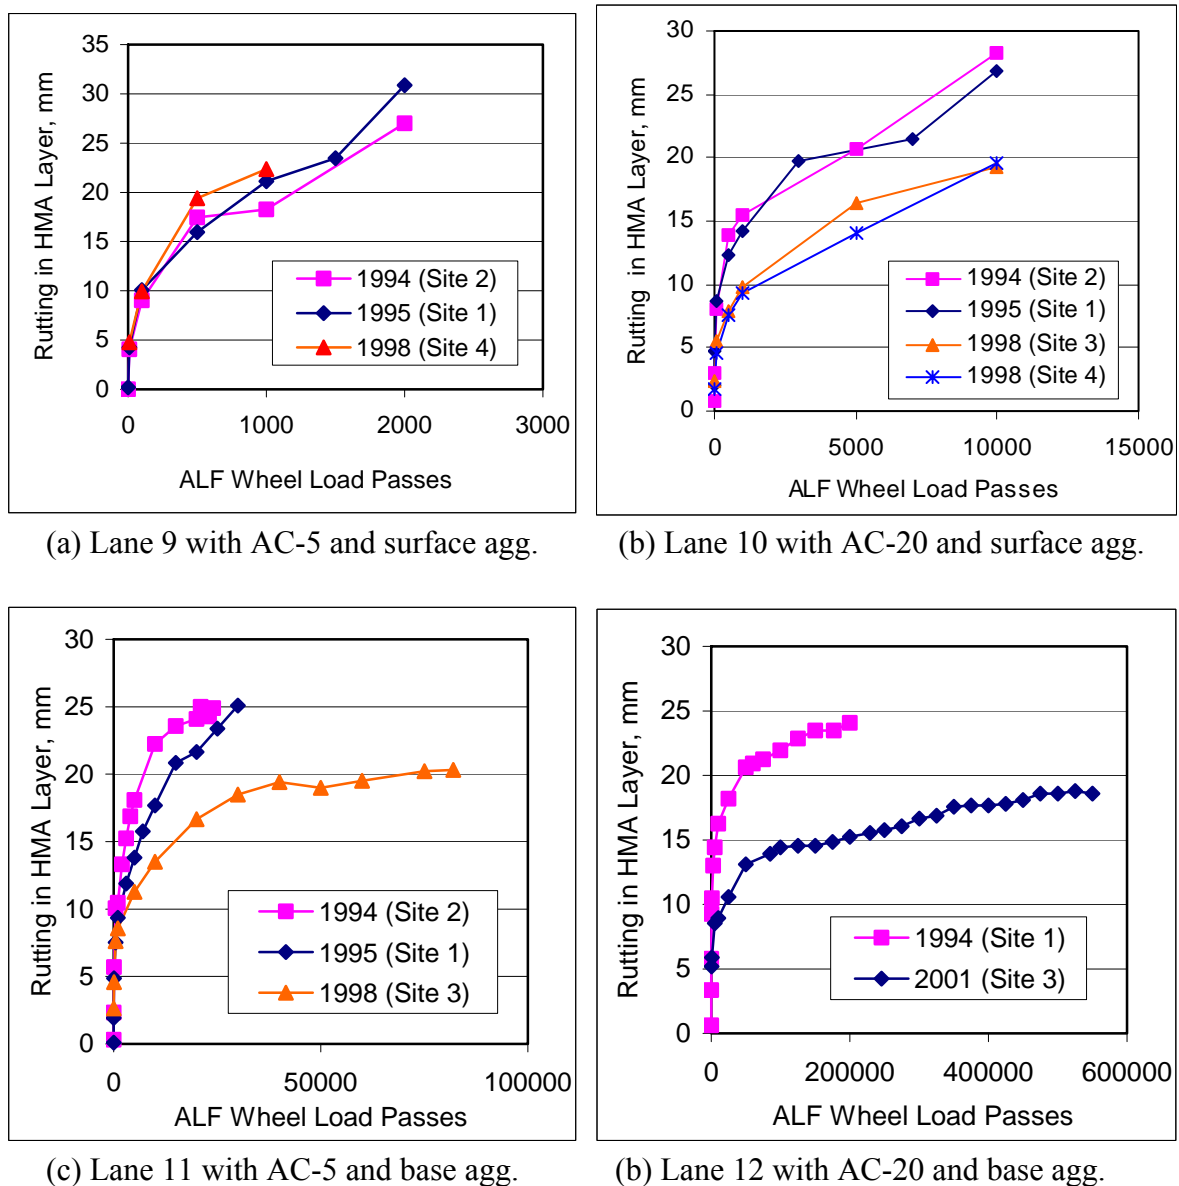 35
30
25
20
15
10
5
0
Rutting in HMA Layer, mm
1994 (Site 2)
1995 (Site 1)
1998 (Site 4)
0 1000 2000 3000
ALF Wheel Load Passes
(a) Lane 9 with AC-5 and surface agg.
30
25
20
15
10
5
0
Rutting in HMA Layer, mm
1994 (Site 2)
1995 (Site 1)
1998 (Site 3)
1998 (Site 4)
0 5000 10000 15000
ALF Wheel Load Passes
(b) Lane 10 with AC-20 and surface agg.
30
25
20
15
10
5
0
Rutting in HMA Layer, mm
1994 (Site 2)
1995 (Site 1)
1998 (Site 3)
0 50000 100000
ALF Wheel Load Passes
(c) Lane 11 with AC-5 and base agg.
30
25
20
15
10
5
0
Rutting in HMA Layer, mm
1994 (Site 1)
2001 (Site 3)
0 200000 400000 600000
ALF Wheel Load Passes
(b) Lane 12 with AC-20 and base agg.